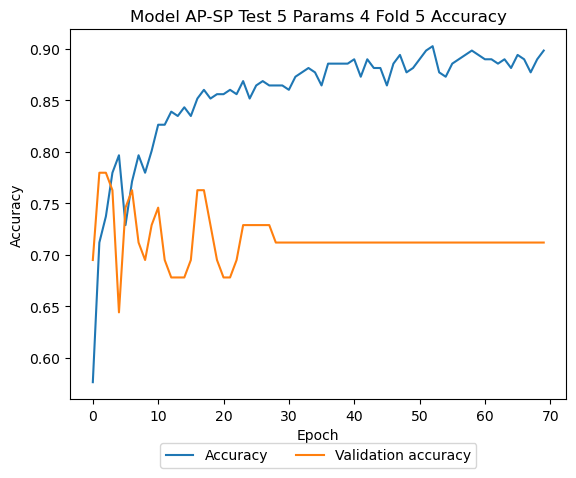 Model AP-SP Test 5 Params 4 Fold 5 Accuracy
0.90
0.85
0.80
0.75
0.70
0.65
0.60
Accuracy
0 10 20 30 40 50 60 70
Epoch
Accuracy Validation accuracy